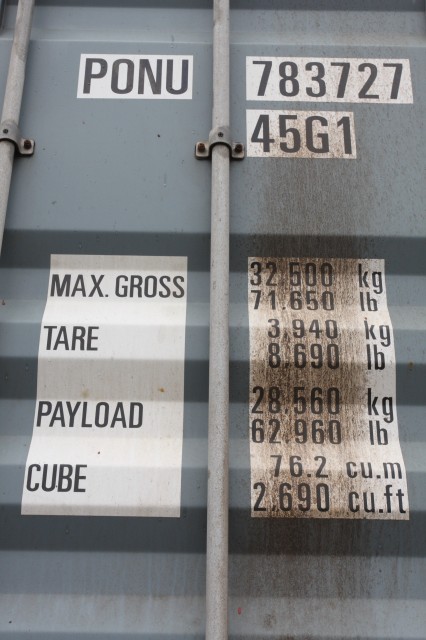 PONU 783727
45G1
MAX. GROSS 32.500 kg
71.650 lb
TARE 3.940 kg
8.690 lb
PAYLOAD 28.560 kg
62.960 lb
CUBE 76.2 cu.m
2.690 cu.ft